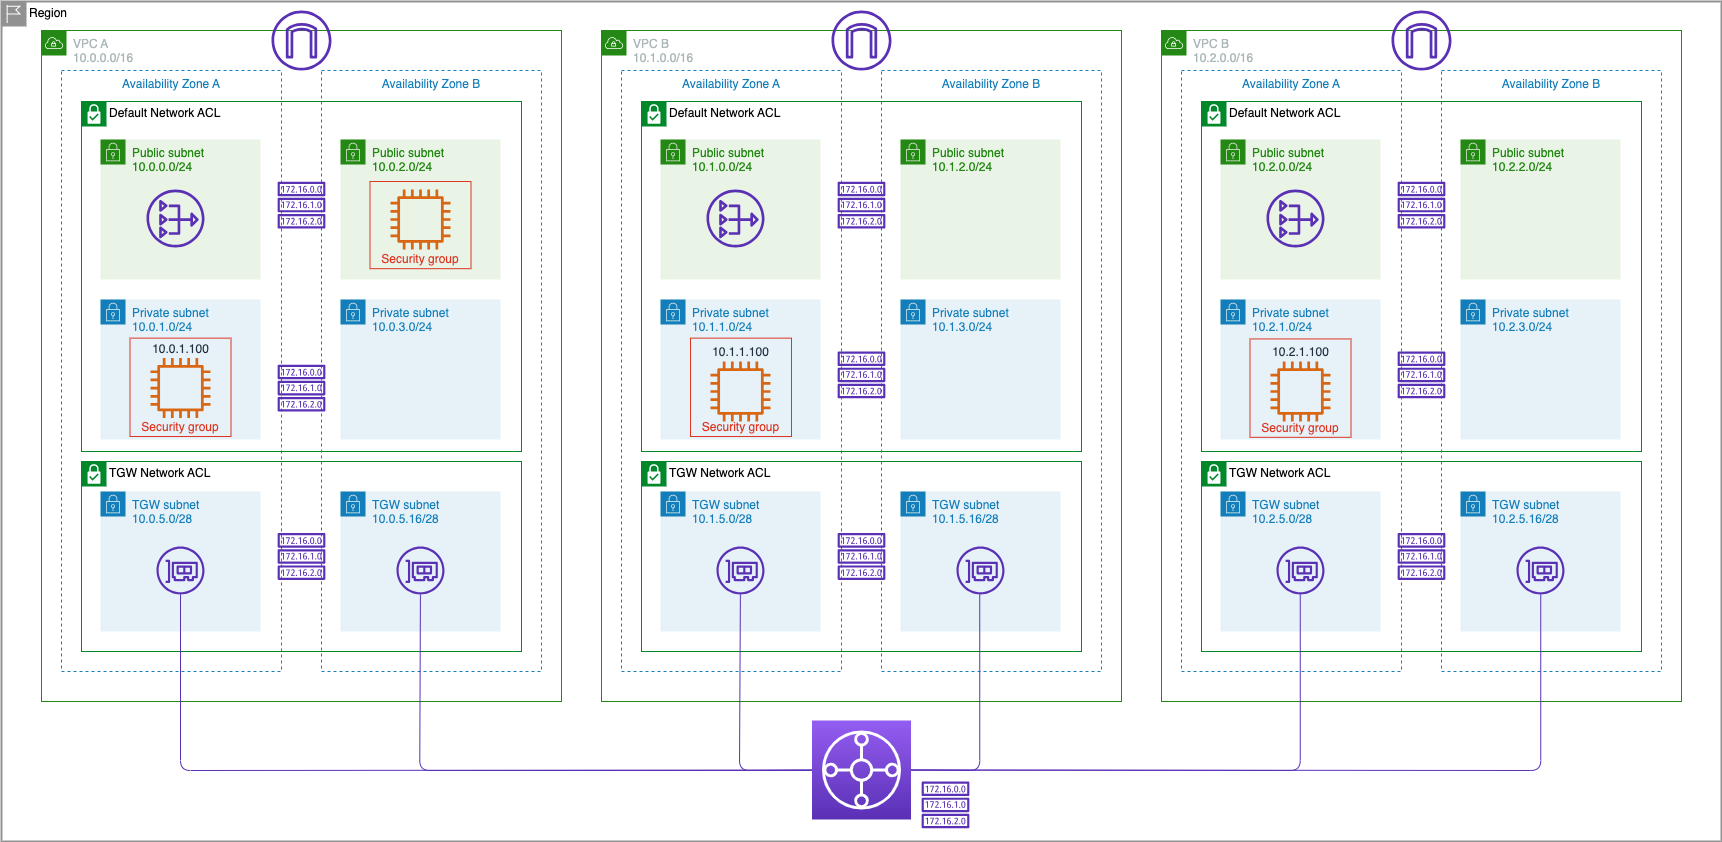 Region
VPC A
10.0.0.0/16
Availability Zone A
Availability Zone B
Default Network ACL
Public subnet
10.0.0.0/24
172.16.0.0
172.16.1.0
172.16.2.0
Public subnet
10.0.2.0/24
Security group
Private subnet
10.0.1.0/24
10.0.1.100
Security group
172.16.0.0
172.16.1.0
172.16.2.0
Private subnet
10.0.3.0/24
TGW Network ACL
TGW subnet
10.0.5.0/28
172.16.0.0
172.16.1.0
172.16.2.0
TGW subnet
10.0.5.16/28
VPC B
10.1.0.0/16
Availability Zone A
Availability Zone B
Default Network ACL
Public subnet
10.1.0.0/24
172.16.0.0
172.16.1.0
172.16.2.0
Public subnet
10.1.2.0/24
Private subnet
10.1.1.0/24
10.1.1.100
Security group
172.16.0.0
172.16.1.0
172.16.2.0
Private subnet
10.1.3.0/24
TGW Network ACL
TGW subnet
10.1.5.0/28
172.16.0.0
172.16.1.0
172.16.2.0
TGW subnet
10.1.5.16/28
VPC B
10.2.0.0/16
Availability Zone A
Availability Zone B
Default Network ACL
Public subnet
10.2.0.0/24
172.16.0.0
172.16.1.0
172.16.2.0
Public subnet
10.2.2.0/24
Private subnet
10.2.1.0/24
10.2.1.100
Security group
172.16.0.0
172.16.1.0
172.16.2.0
Private subnet
10.2.3.0/24
TGW Network ACL
TGW subnet
10.2.5.0/28
172.16.0.0
172.16.1.0
172.16.2.0
TGW subnet
10.2.5.16/28
172.16.0.0
172.16.1.0
172.16.2.0